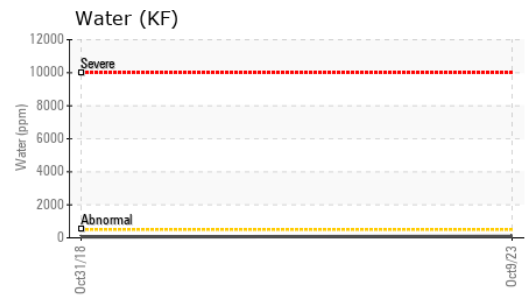 Water (KF)
Water (ppm)
12000
10000
8000
6000
4000
2000
0
Severe
Abnormal
Oct31/18
Oct9/23